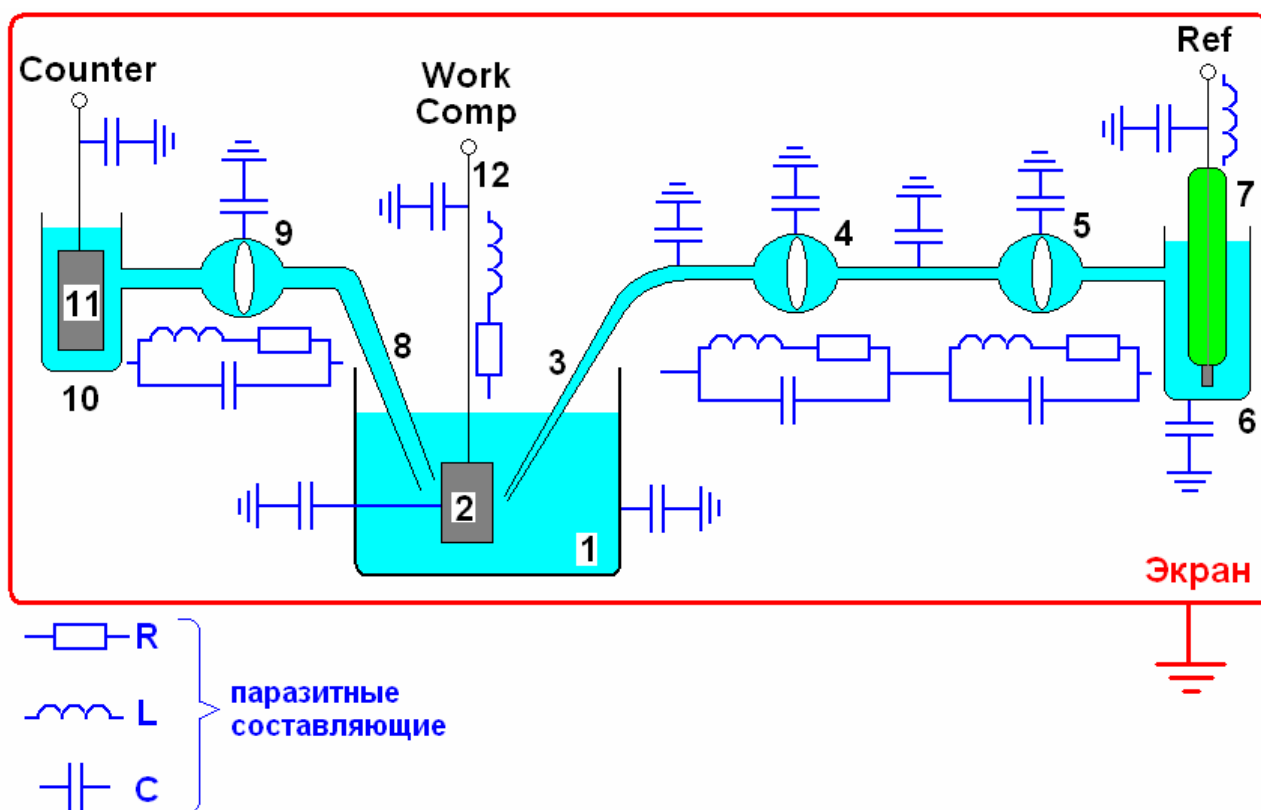 Counter
Work
Comp
Ref
12
9
4
5
7
11
8
3
10
6
2
1
Экран
R
L
C
паразитные
составляющие